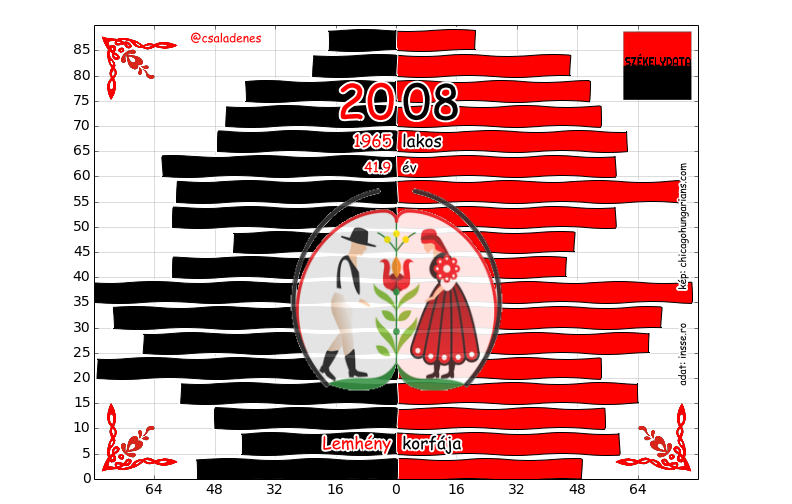 @csaladenes
SZÉKELYDATA
2008
1965 lakos
41,9 év
kép: chicagohungarians.com
adat: insse.ro
Lemhény korfája
85
80
75
70
65
60
55
50
45
40
35
30
25
20
15
10
5
0
64 48 32 16 0 16 32 48 64